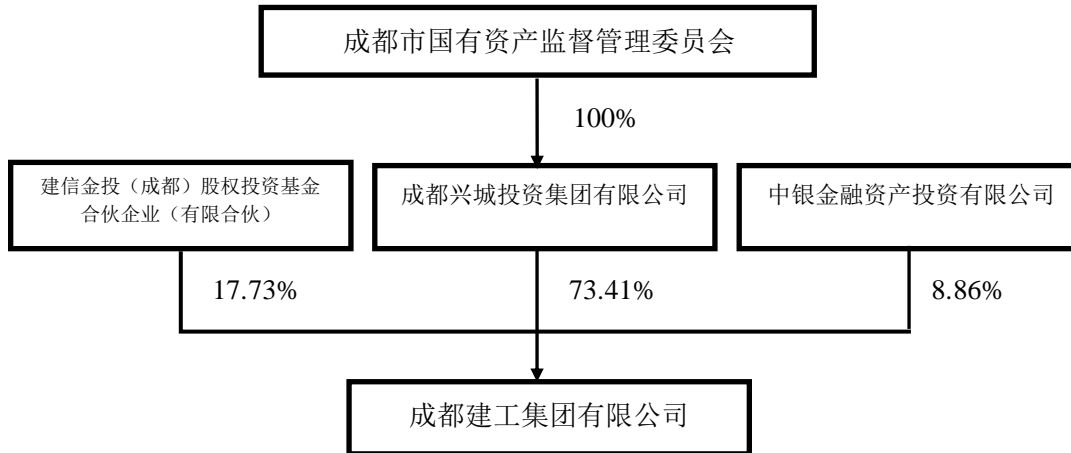 成都市国有资产监督管理委员会
100%
建信金投（成都）股权投资基金
合伙企业（有限合伙）
成都兴城投资集团有限公司
中银金融资产投资有限公司
17.73%
73.41%
8.86%
成都建工集团有限公司